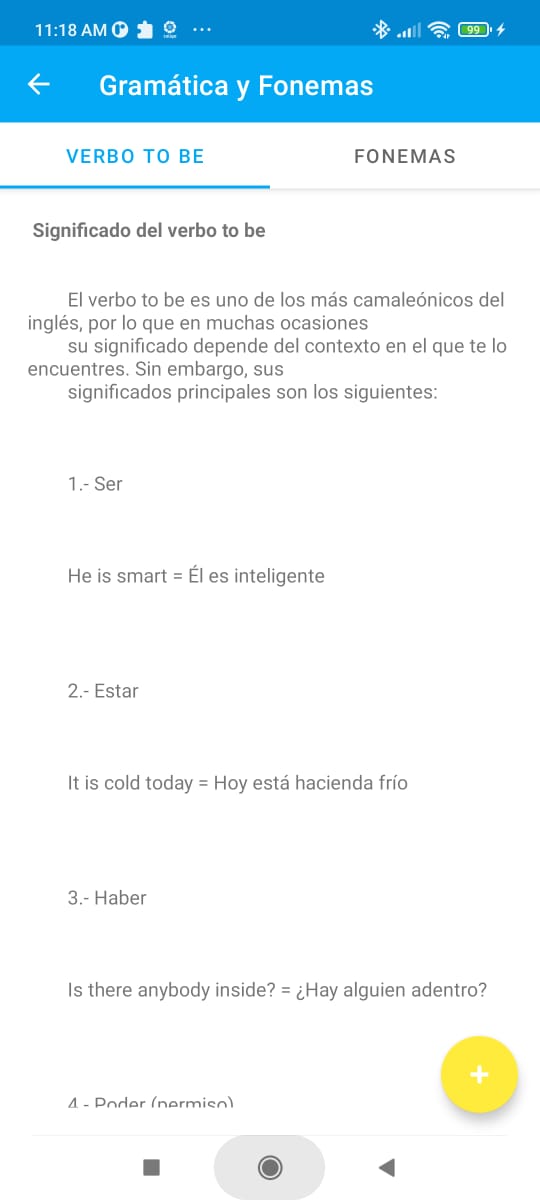 11:18 AM
99
Gramática y Fonemas
VERBO TO BE
FONEMAS
Significado del verbo to be
El verbo to be es uno de los más camaleónicos del
inglés, por lo que en muchas ocasiones
su significado depende del contexto en el que te lo
encuentres. Sin embargo, sus
significados principales son los siguientes:
1.- Ser
He is smart = Él es inteligente
2.- Estar
It is cold today = Hoy está hacienda frío
3.- Haber
Is there anybody inside? = ¿Hay alguien adentro?
4.- Poder (permiso)